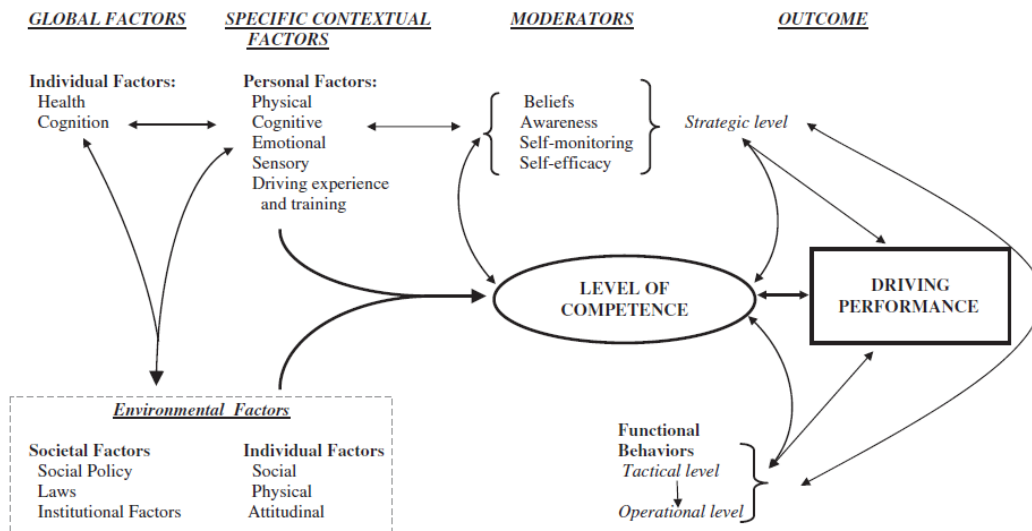 GLOBAL FACTORS
SPECIFIC CONTEXTUAL
FACTORS
MODERATORS
OUTCOME
Individual Factors:
Health
Cognition
Personal Factors:
Physical
Cognitive
Emotional
Sensory
Driving experience
and training
Beliefs
Awareness
Self-monitoring
Self-efficacy
Strategic level
LEVEL OF
COMPETENCE
DRIVING
PERFORMANCE
Environmental Factors
Societal Factors
Social Policy
Laws
Institutional Factors
Individual Factors
Social
Physical
Attitudinal
Functional
Behaviors
Tactical level
Operational level